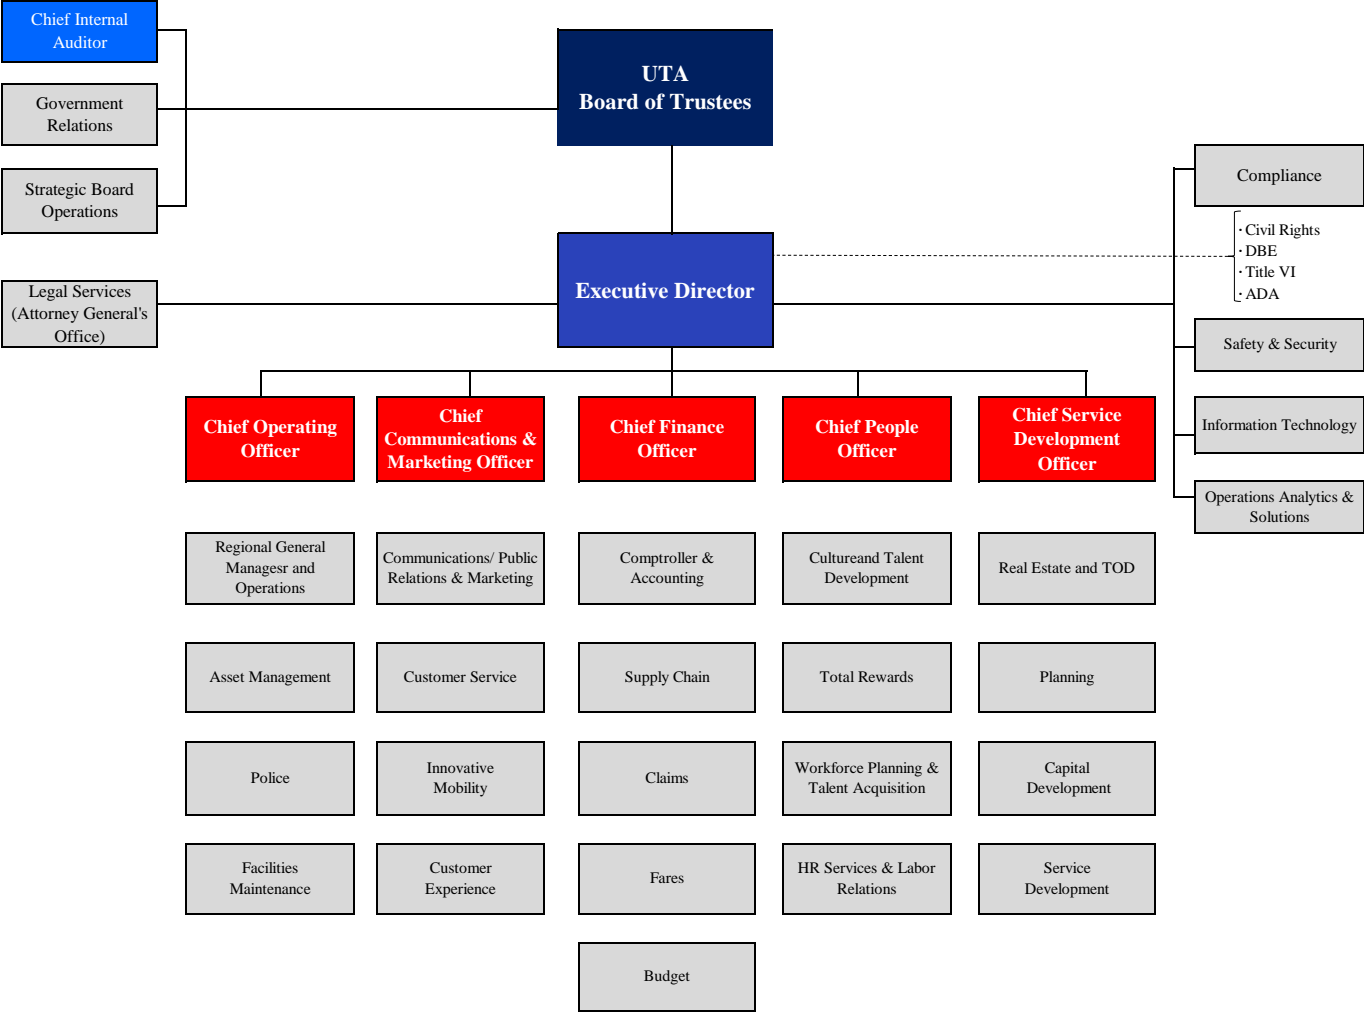 Chief Internal
Auditor
Government
Relations
Strategic Board
Operations
Legal Services
(Attorney General's
Office)
UTA
Board of Trustees
Executive Director
Compliance
· Civil Rights
· DBE
· Title VI
· ADA
Safety & Security
Information Technology
Operations Analytics &
Solutions
Chief Operating
Officer
Chief
Communications &
Marketing Officer
Chief Finance
Officer
Chief People
Officer
Chief Service
Development
Officer
Regional General
Managesr and
Operations
Communications/ Public
Relations & Marketing
Comptroller &
Accounting
Cultureand Talent
Development
Real Estate and TOD
Asset Management
Customer Service
Supply Chain
Total Rewards
Planning
Police
Innovative
Mobility
Claims
Workforce Planning &
Talent Acquisition
Capital
Development
Facilities
Maintenance
Customer
Experience
Fares
HR Services & Labor
Relations
Service
Development
Budget